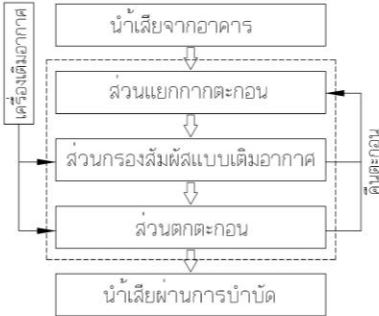 น้ำเสียจากอาคาร
เครื่องเติมอากาศ
ส่วนแยกกากตะกอน
ส่วนกรองสัมผัสแบบเติมอากาศ
คืนตะกอน
ส่วนตกตะกอน
น้ำเสียผ่านการบำบัด